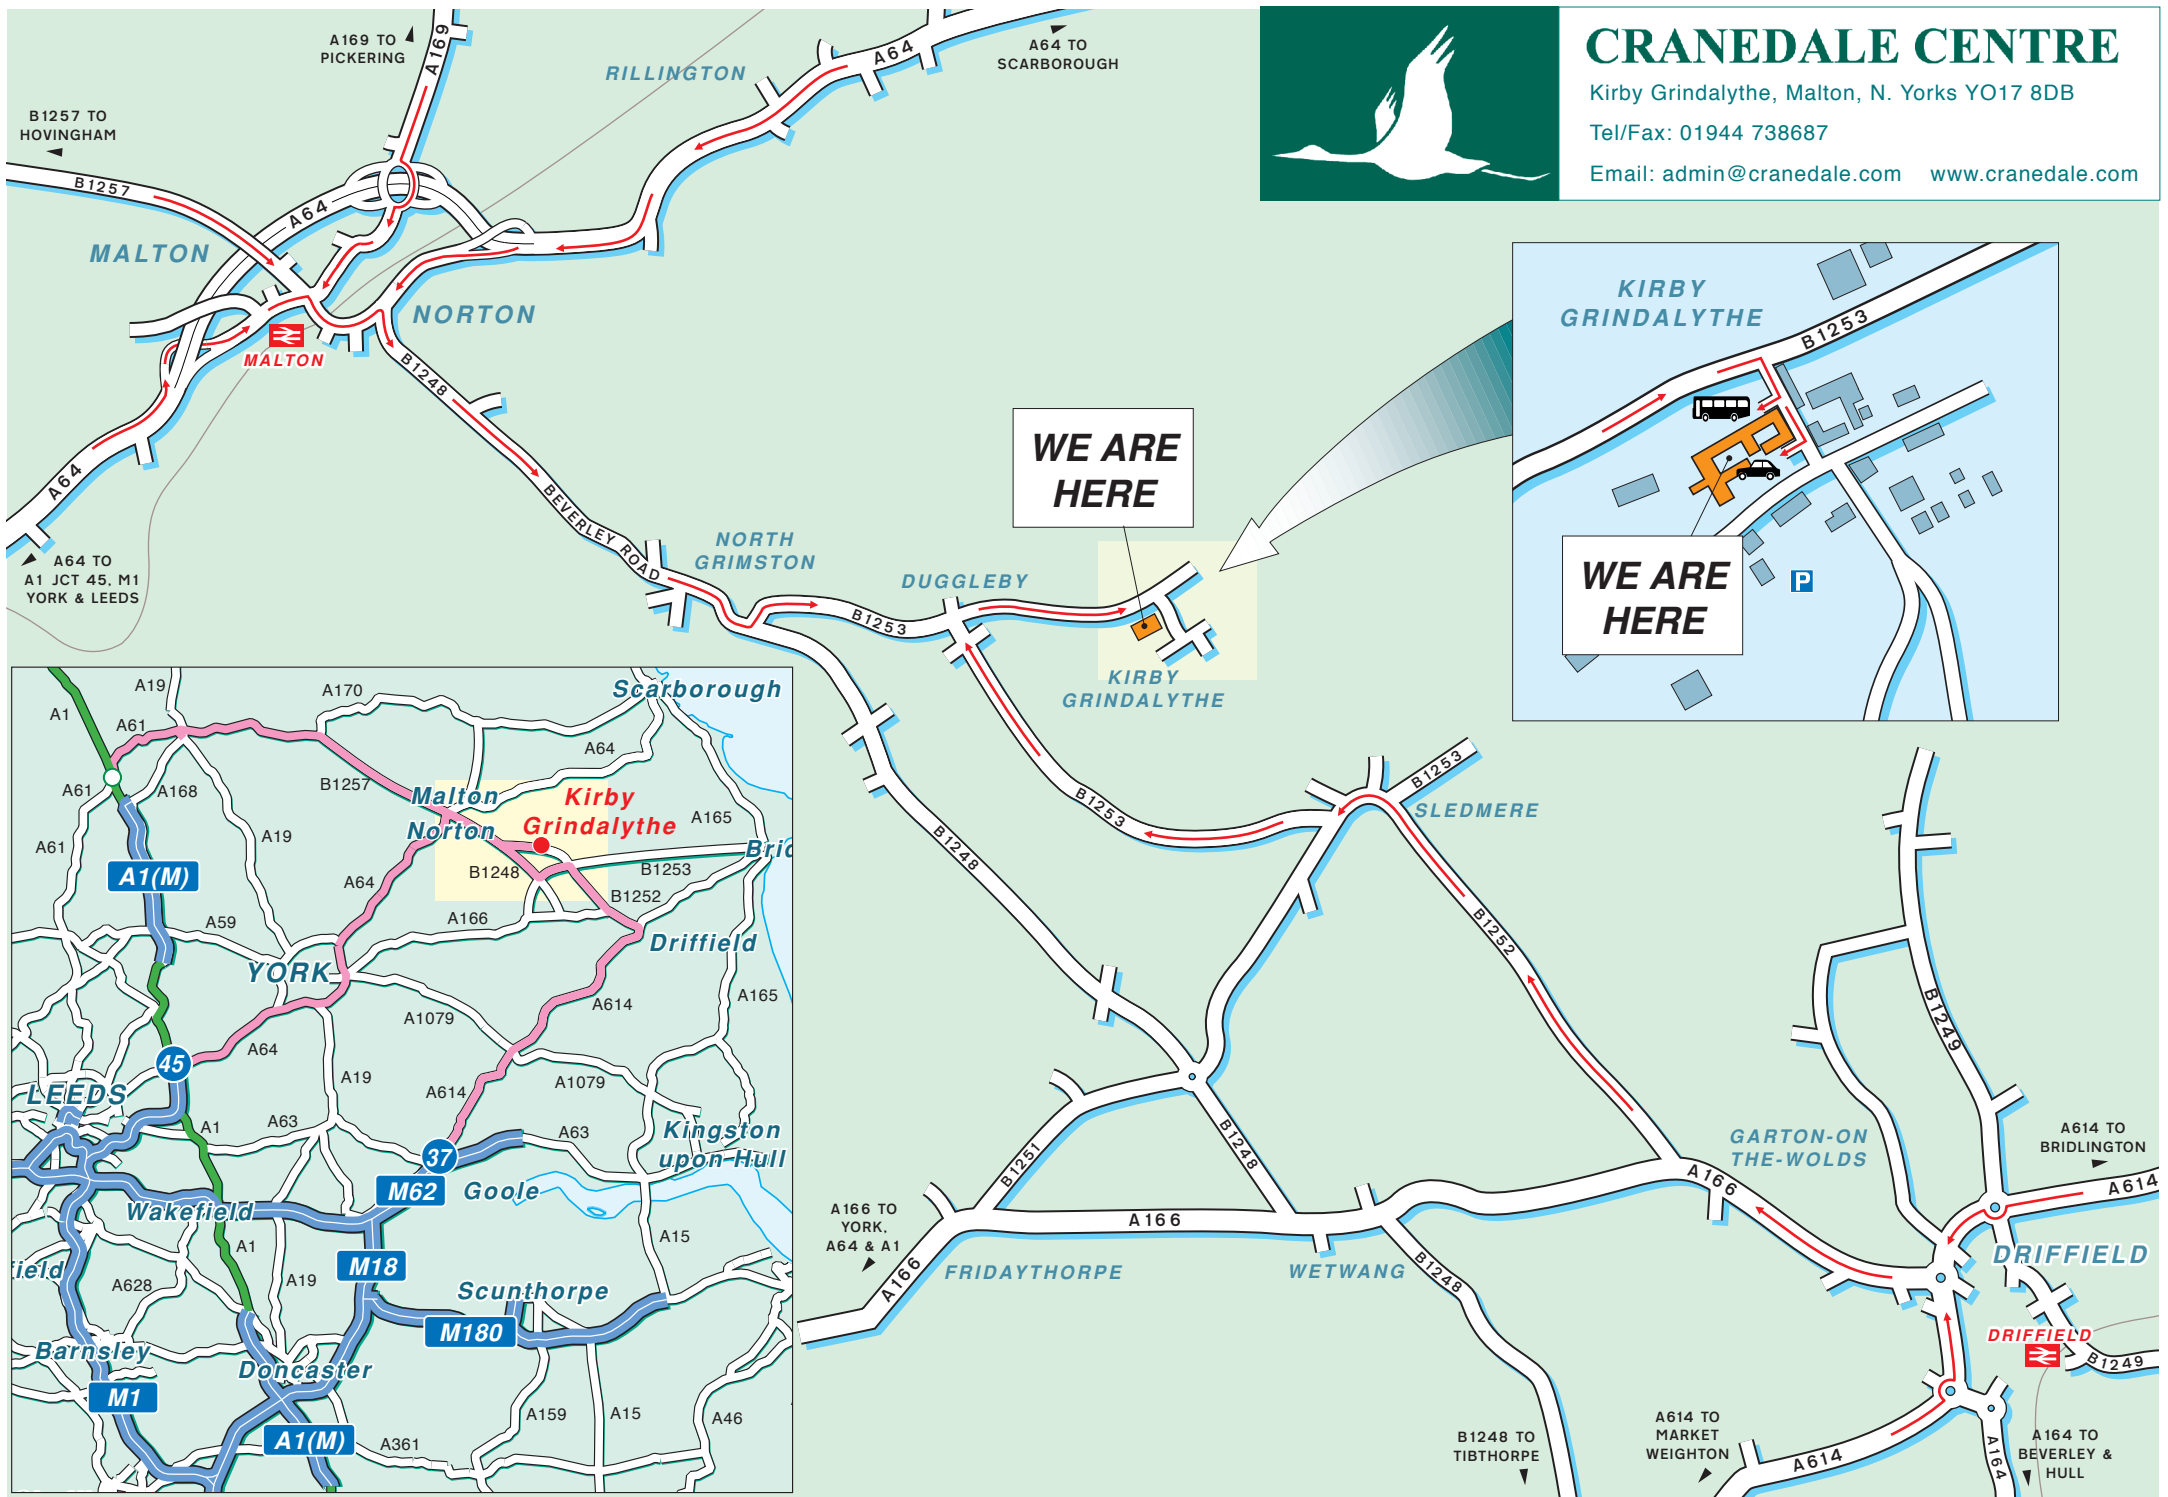 CRANEDALE CENTRE
Kirby Grindalythe, Malton, N. Yorks YO17 8DB
Tel/Fax: 01944 738687
Email: admin@cranedale.com www.cranedale.com
A169 TO
PICKERING
A169
RILLINGTON
A64
A64 TO
SCARBOROUGH
B1257 TO
HOVINGHAM
B1257
A64
MALTON
NORTON
MALTON
B1248
A64
A64 TO
A1 JCT 45, M1
YORK & LEEDS
BEVERLEY ROAD
NORTH
GRIMSTON
DUGGLEBY
B1253
WE ARE
HERE
KIRBY
GRINDALYTHE
KIRBY
GRINDALYTHE
B1253
WE ARE
HERE
P
B1253
B1253
SLEDMERE
B1248
B1252
B1249
GARTON-ON
THE-WOLDS
A614 TO
BRIDLINGTON
A614
A166
B1251
B1248
A166
A166 TO
YORK,
A64 & A1
A166
FRIDAYTHORPE
WETWANG
B1248
DRIFFIELD
DRIFFIELD
B1249
B1248 TO
TIBTHORPE
A614 TO
MARKET
WEIGHTON
A614
A164
A164 TO
BEVERLEY &
HULL
A19
A170
Scarborough
A1
A61
A64
A61
A168
B1257
Malton
Kirby
Grindalythe
A165
A19
Norton
A61
Brid
A1(M)
A64
B1248
B1253
B1252
A59
A166
Driffield
YORK
A165
A614
A1079
A64
45
A19
A1079
LEEDS
A614
A1
A63
A63
Kingston
upon Hull
37
M62
Goole
Wakefield
A1
A15
M18
field
A628
A19
Scunthorpe
M180
Barnsley
Doncaster
M1
A159
A15
A46
A1(M)
A361